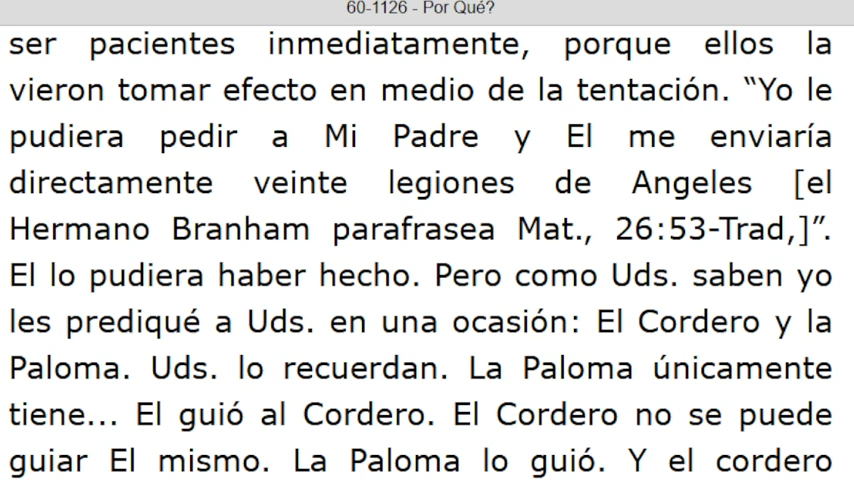 60-1126 - Por Qué?
ser pacientes inmediatamente, porque ellos la
vieron tomar efecto en medio de la tentación. “Yo le
pudiera pedir a Mi Padre y El me enviaría
directamente veinte legiones de Angeles [el
Hermano Branham parafrasea Mat., 26:53-Trad,]”.
El lo pudiera haber hecho. Pero como Uds. saben yo
les prediqué a Uds. en una ocasión: El Cordero y la
Paloma. Uds. lo recuerdan. La Paloma únicamente
tiene... El guió al Cordero. El Cordero no se puede
guiar El mismo. La Paloma lo guió. Y el cordero